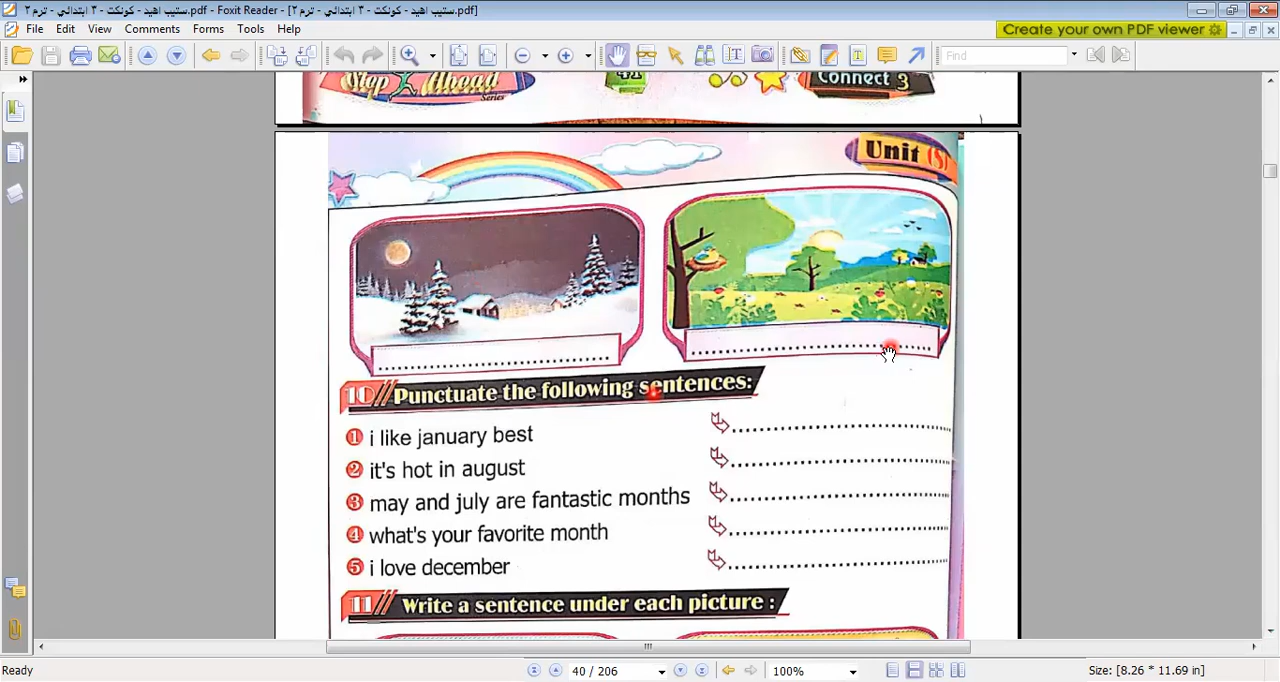 ستيب اهيد - كونكت - ٣ ابتدائي - ترم ٢.pdf - Foxit Reader - [ستيب اهيد - كونكت - ٣ ابتدائي - ترم ٢.pdf]
File Edit View Comments Forms Tools Help
Create your own PDF viewer
Find
Step Ahead Series 41 Connect 3
Unit (5)
10 Punctuate the following sentences:
1 i like january best
2 it's hot in august
3 may and july are fantastic months
4 what's your favorite month
5 i love december
11 Write a sentence under each picture :
Ready 40 / 206 100% Size: [8.26 * 11.69 in]